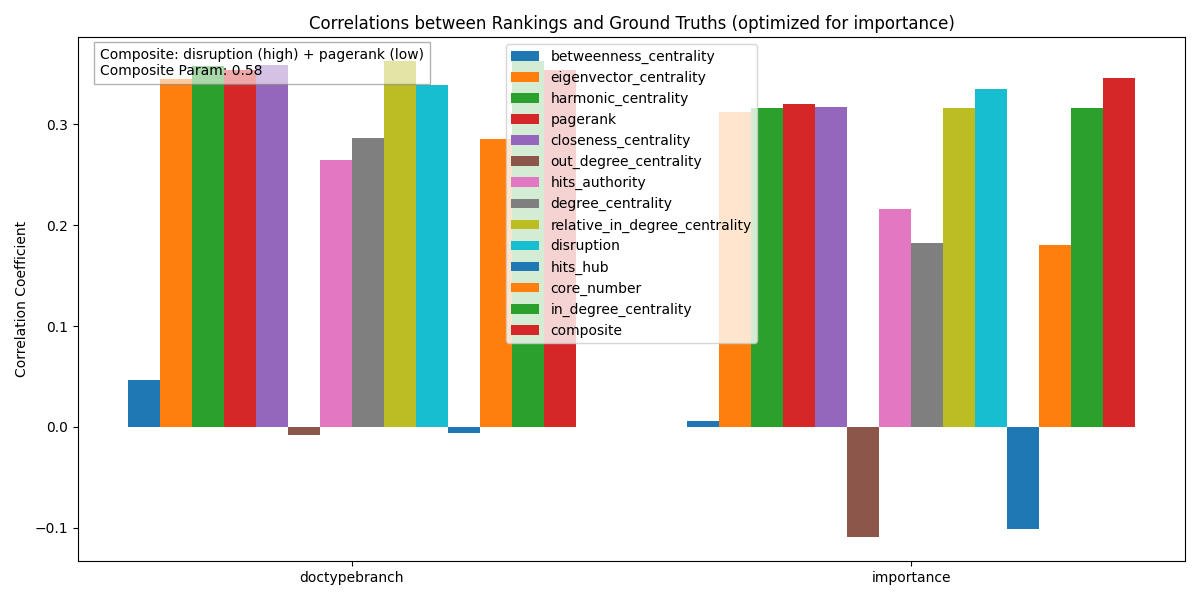 Correlations between Rankings and Ground Truths (optimized for importance)
Composite: disruption (high) + pagerank (low)
Composite Param: 0.58
betweenness_centrality
eigenvector_centrality
harmonic_centrality
pagerank
closeness_centrality
out_degree_centrality
hits_authority
degree_centrality
relative_in_degree_centrality
disruption
hits_hub
core_number
in_degree_centrality
composite
Correlation Coefficient
0.3
0.2
0.1
0.0
−0.1
doctypebranch
importance